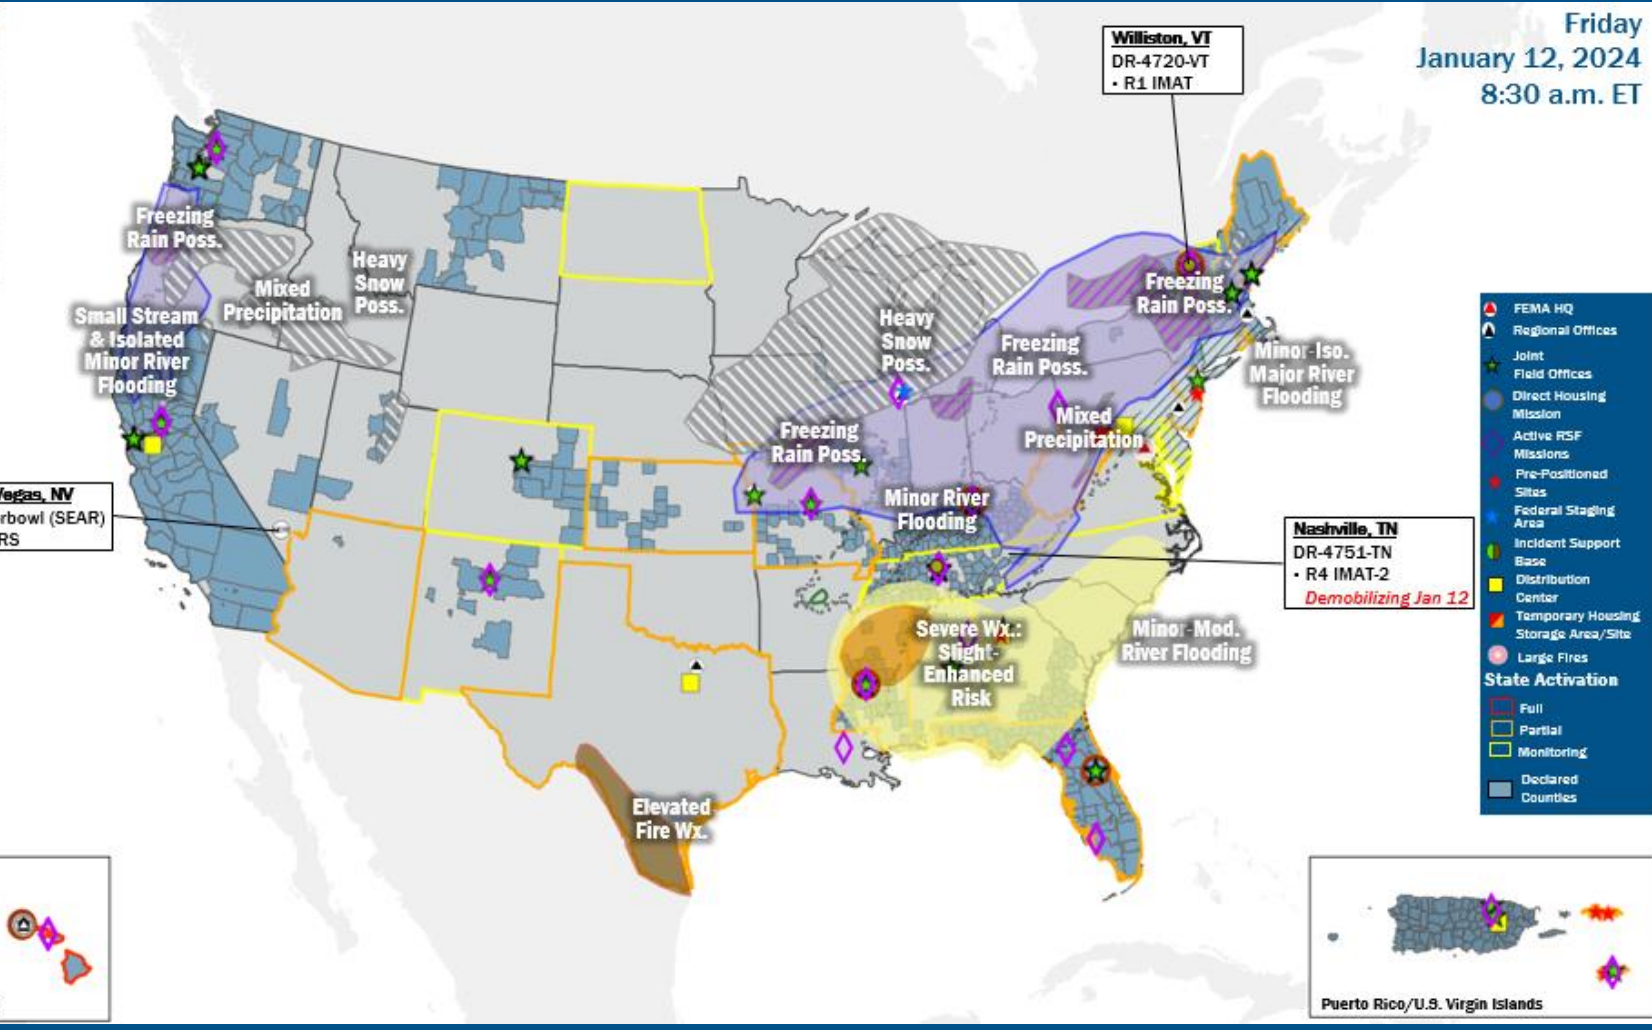 Friday
January 12, 2024
8:30 a.m. ET
Williston, VT
DR-4720-VT
• R1 IMAT
Freezing
Rain Poss.
Heavy
Snow
Poss.
Mixed
Precipitation
Small Stream
& Isolated
Minor River
Flooding
Heavy
Snow
Poss.
Freezing
Rain Poss.
Freezing
Rain Poss.
Minor-Iso.
Major River
Flooding
Mixed
Precipitation
Freezing
Rain Poss.
Minor River
Flooding
Vegas, NV
rbowl (SEAR)
RS
Nashville, TN
DR-4751-TN
• R4 IMAT-2
Demobilizing Jan 12
Severe Wx.:
Slight-
Enhanced
Risk
Minor-Mod.
River Flooding
Elevated
Fire Wx.
FEMA HQ
Regional Offices
Joint
Field Offices
Direct Housing
Mission
Active RSF
Missions
Pre-Positioned
Sites
Federal Staging
Area
Incident Support
Base
Distribution
Center
Temporary Housing
Storage Area/Site
Large Fires
State Activation
Full
Partial
Monitoring
Declared
Counties
Puerto Rico/U.S. Virgin Islands